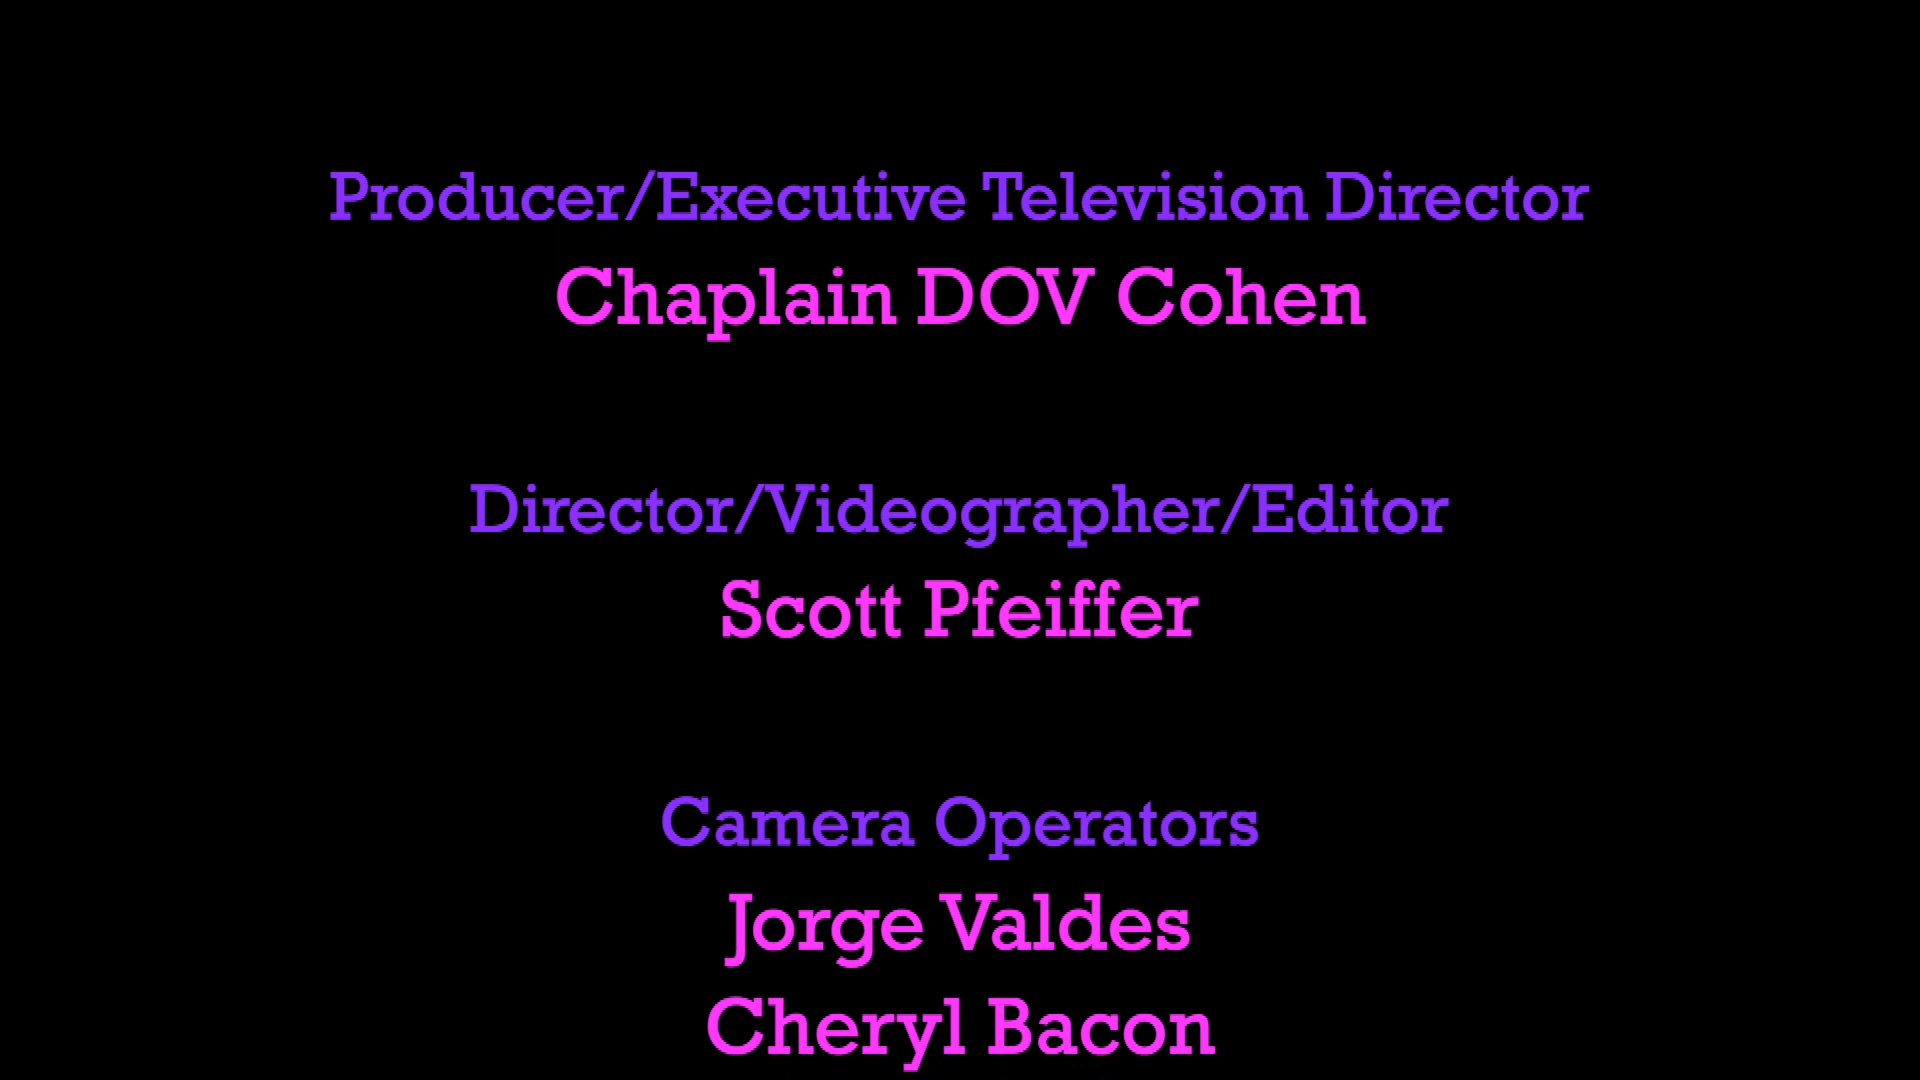 Producer/Executive Television Director
Chaplain DOV Cohen
Director/Videographer/Editor
Scott Pfeiffer
Camera Operators
Jorge Valdes
Cheryl Bacon